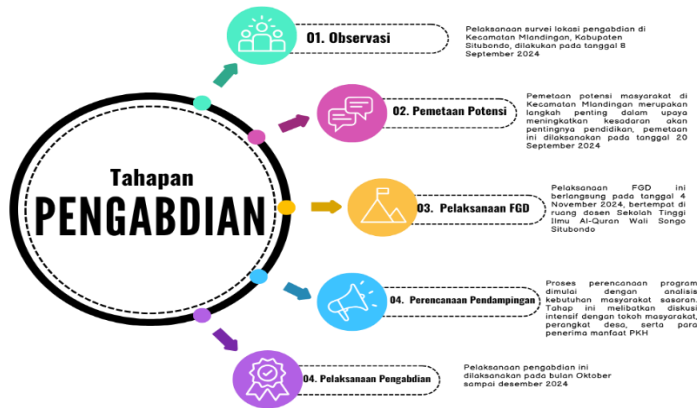 Tahapan
PENGABDIAN
01. Observasi
Pelaksanaan survei lokasi pengabdian di
Kecamatan Mlandingan, Kabupaten
Situbondo, dilakukan pada tanggal 8
September 2024
02. Pemetaan Potensi
Pemetaan potensi masyarakat di
Kecamatan Mlandingan merupakan
langkah penting dalam upaya
meningkatkan kesadaran akan
pentingnya pendidikan, pemetaan
ini dilaksanakan pada tanggal 20
September 2024
03. Pelaksanaan FGD
Pelaksanaan FGD ini
berlangsung pada tanggal 4
November 2024, bertempat di
ruang dosen Sekolah Tinggi
Ilmu Al-Quran Wali Songo
Situbondo
04. Perencanaan Pendampingan
Proses perencanaan program
dimulai dengan analisis
kebutuhan masyarakat sasaran.
Tahap ini melibatkan diskusi
intensif dengan tokoh masyarakat,
perangkat desa, serta para
penerima manfaat PKH
04. Pelaksanaan Pengabdian
Pelaksanaan pengabdian ini
dilaksanakan pada bulan Oktober
sampai desember 2024